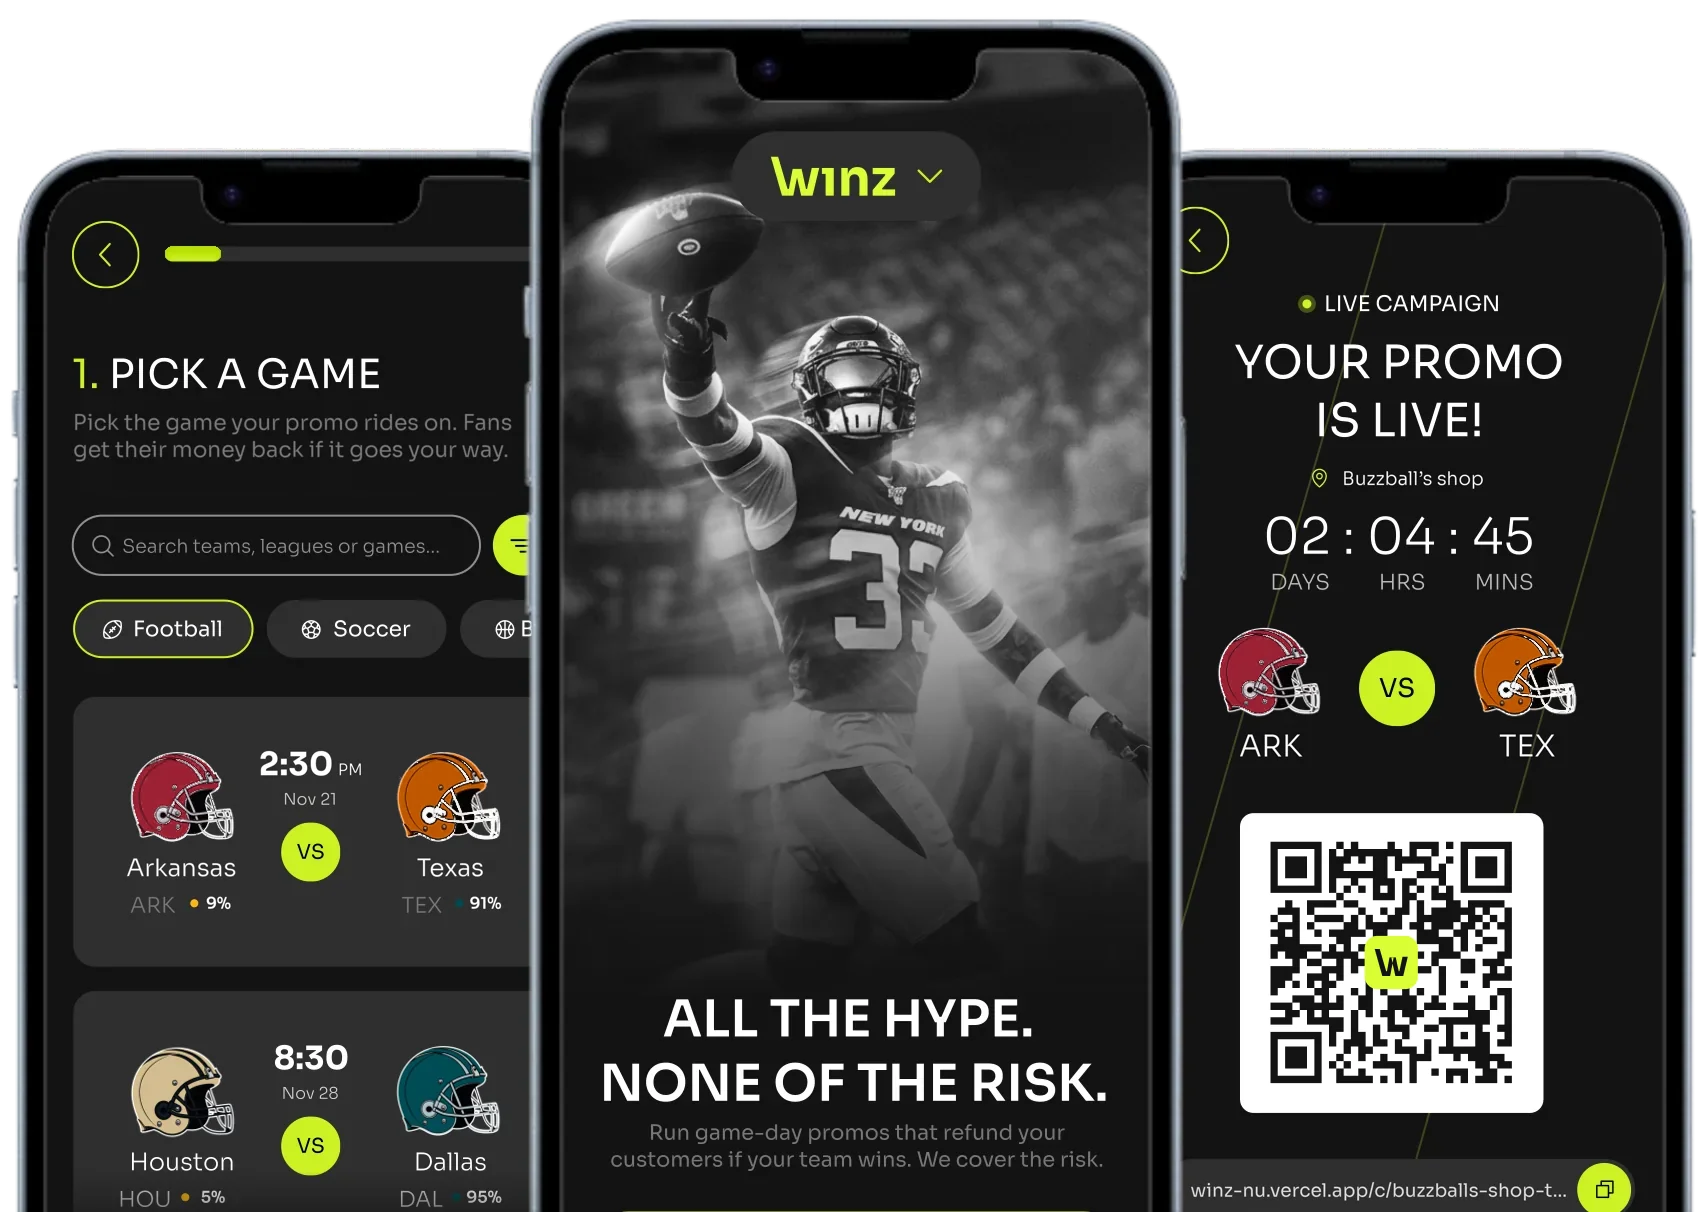 1. PICK A GAME
Pick the game your promo rides on. Fans
get their money back if it goes your way.
Search teams, leagues or games...
Football
Soccer
B
2:30 PM
Nov 21
VS
Arkansas
Texas
ARK 9%
TEX 91%
8:30
Nov 28
VS
Houston
Dallas
HOU 5%
DAL 95%
winz
NEW YORK
33
ALL THE HYPE.
NONE OF THE RISK.
Run game-day promos that refund your
customers if your team wins. We cover the risk.
LIVE CAMPAIGN
YOUR PROMO
IS LIVE!
Buzzball's shop
02 : 04 : 45
DAYS HRS MINS
VS
ARK
TEX
W
winz-nu.vercel.app/c/buzzballs-shop-t...